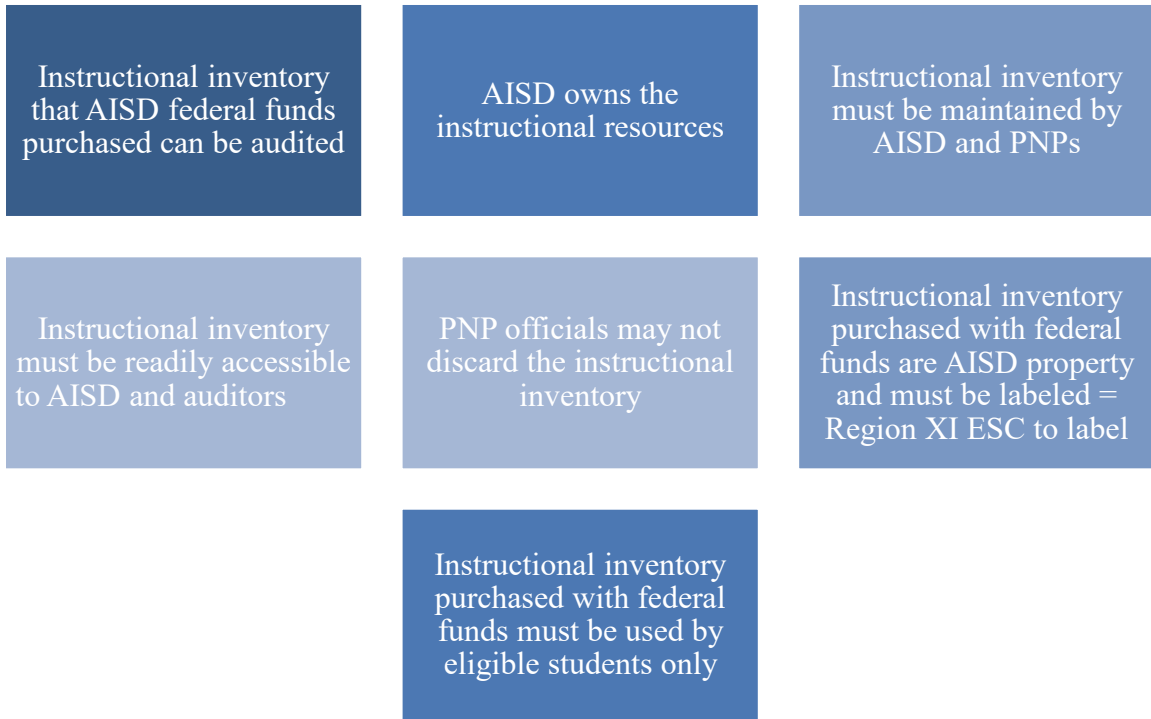 Instructional inventory
that AISD federal funds
purchased can be audited
AISD owns the
instructional resources
Instructional inventory
must be maintained by
AISD and PNPs
Instructional inventory
must be readily accessible
to AISD and auditors
PNP officials may not
discard the instructional
inventory
Instructional inventory
purchased with federal
funds are AISD property
and must be labeled =
Region XI ESC to label
Instructional inventory
purchased with federal
funds must be used by
eligible students only